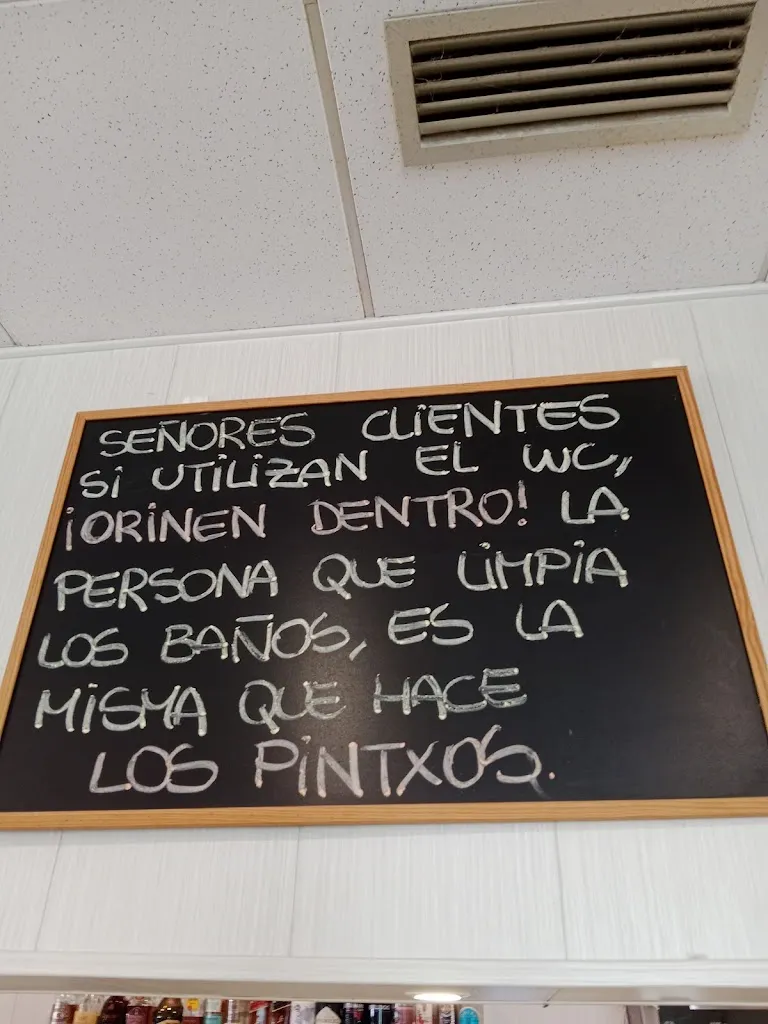 SEÑORES CLIENTES
SI UTILIZAN EL WC,
¡ORINEN DENTRO! LA
PERSONA QUE LIMPIA
LOS BAÑOS, ES LA
MISMA QUE HACE
LOS PINTXOS.